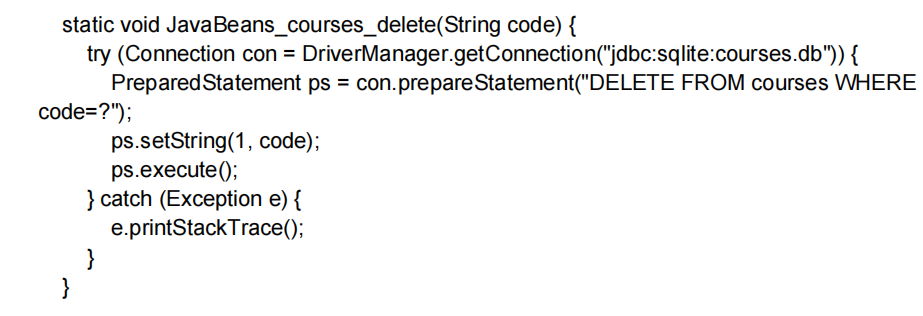 static void JavaBeans_courses_delete(String code) {
try (Connection con = DriverManager.getConnection("jdbc:sqlite:courses.db")) {
PreparedStatement ps = con.prepareStatement("DELETE FROM courses WHERE
code=?");
ps.setString(1, code);
ps.execute();
} catch (Exception e) {
e.printStackTrace();
}
}